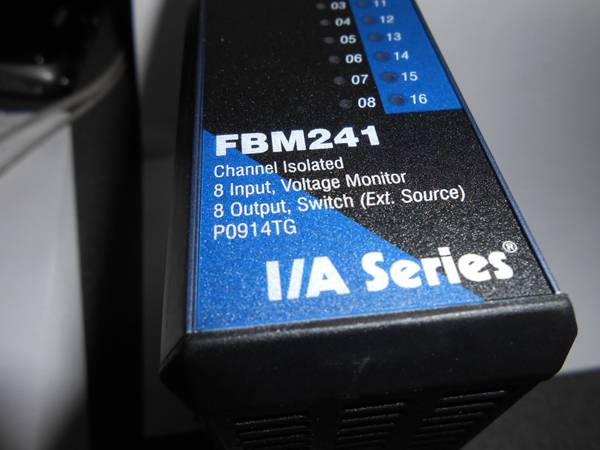 03 11
04 12
05 13
06 14
07 15
08 16
FBM241
Channel Isolated
8 Input, Voltage Monitor
8 Output, Switch (Ext. Source)
P0914TG
I/A Series®